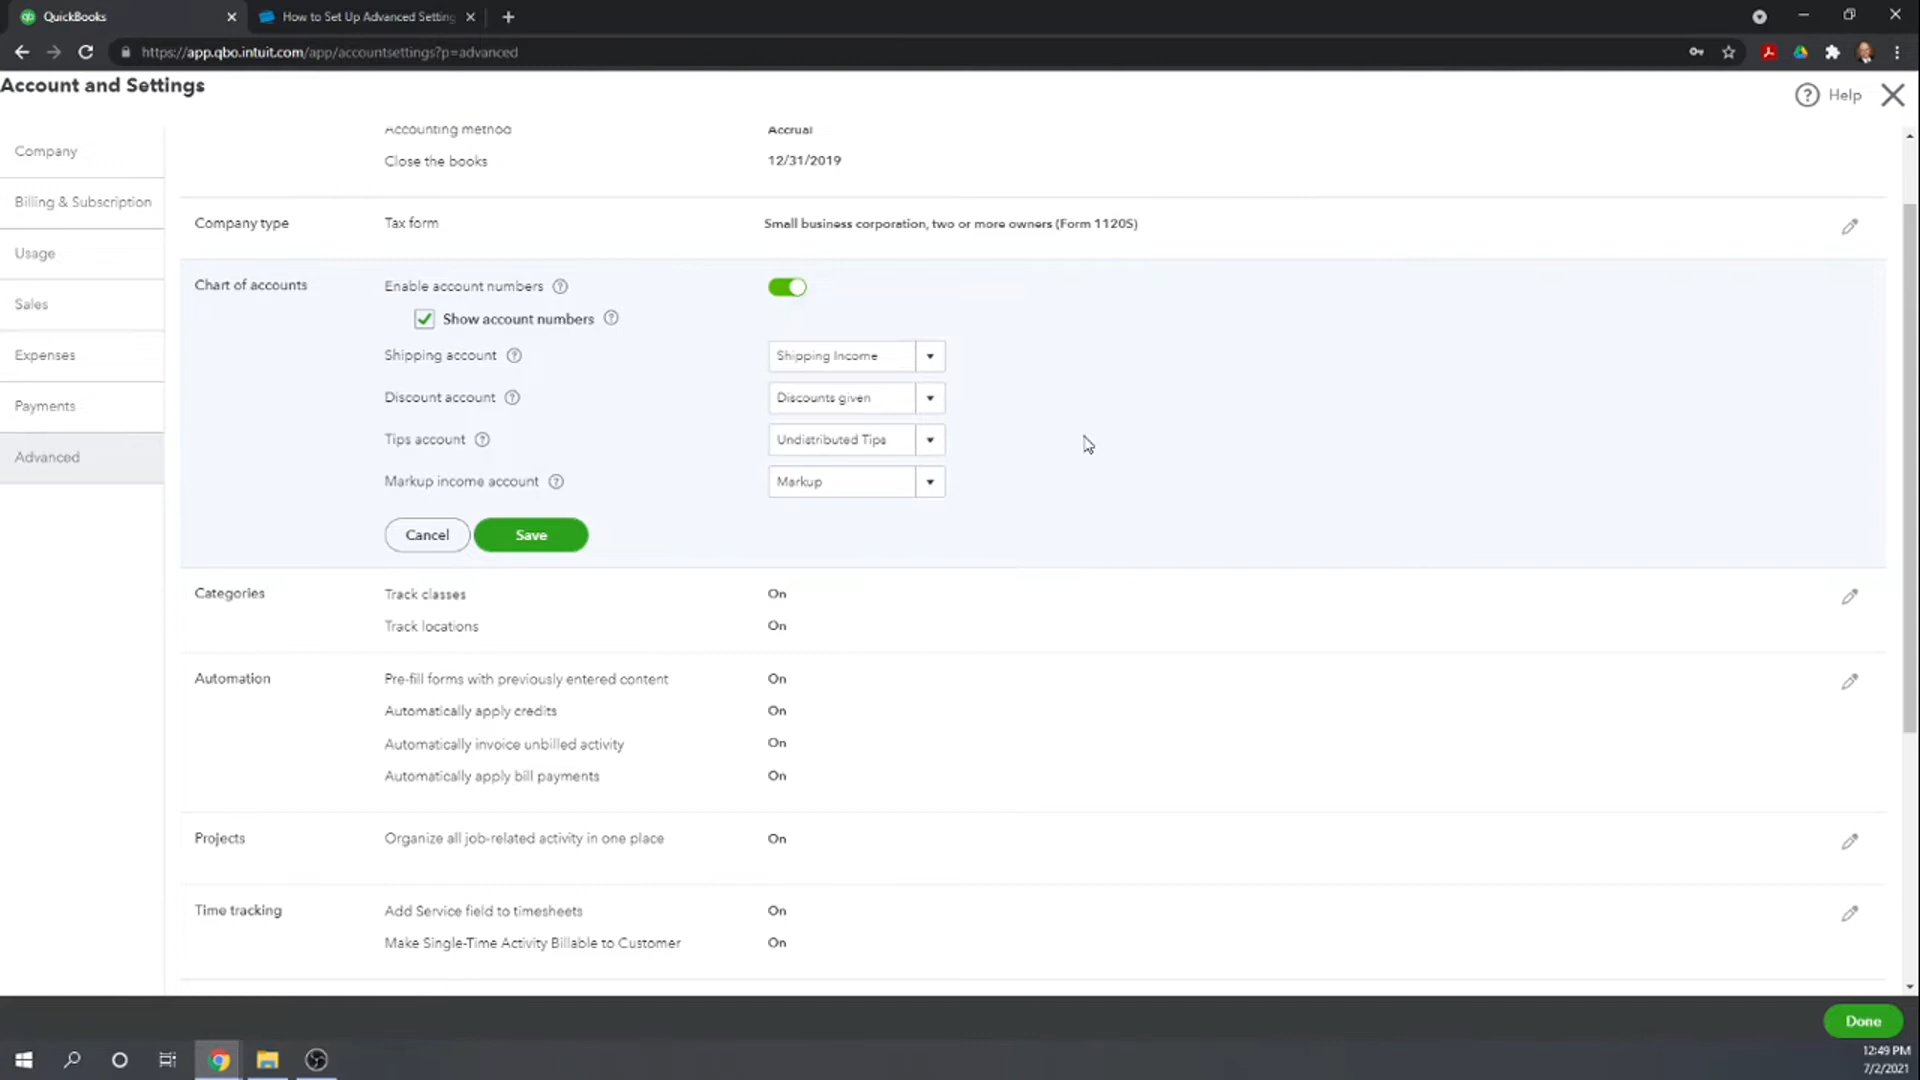 QuickBooks
How to Set Up Advanced Setting
https://app.qbo.intuit.com/app/accountsettings?p=advanced
Account and Settings
Help
Company
Billing & Subscription
Usage
Sales
Expenses
Payments
Advanced
Accounting method Accrual
Close the books 12/31/2019
Company type Tax form Small business corporation, two or more owners (Form 1120S)
Chart of accounts Enable account numbers
Show account numbers
Shipping account Shipping Income
Discount account Discounts given
Tips account Undistributed Tips
Markup income account Markup
Cancel Save
Categories Track classes On
Track locations On
Automation Pre-fill forms with previously entered content On
Automatically apply credits On
Automatically invoice unbilled activity On
Automatically apply bill payments On
Projects Organize all job-related activity in one place On
Time tracking Add Service field to timesheets On
Make Single-Time Activity Billable to Customer On
Done
12:49 PM
7/2/2021